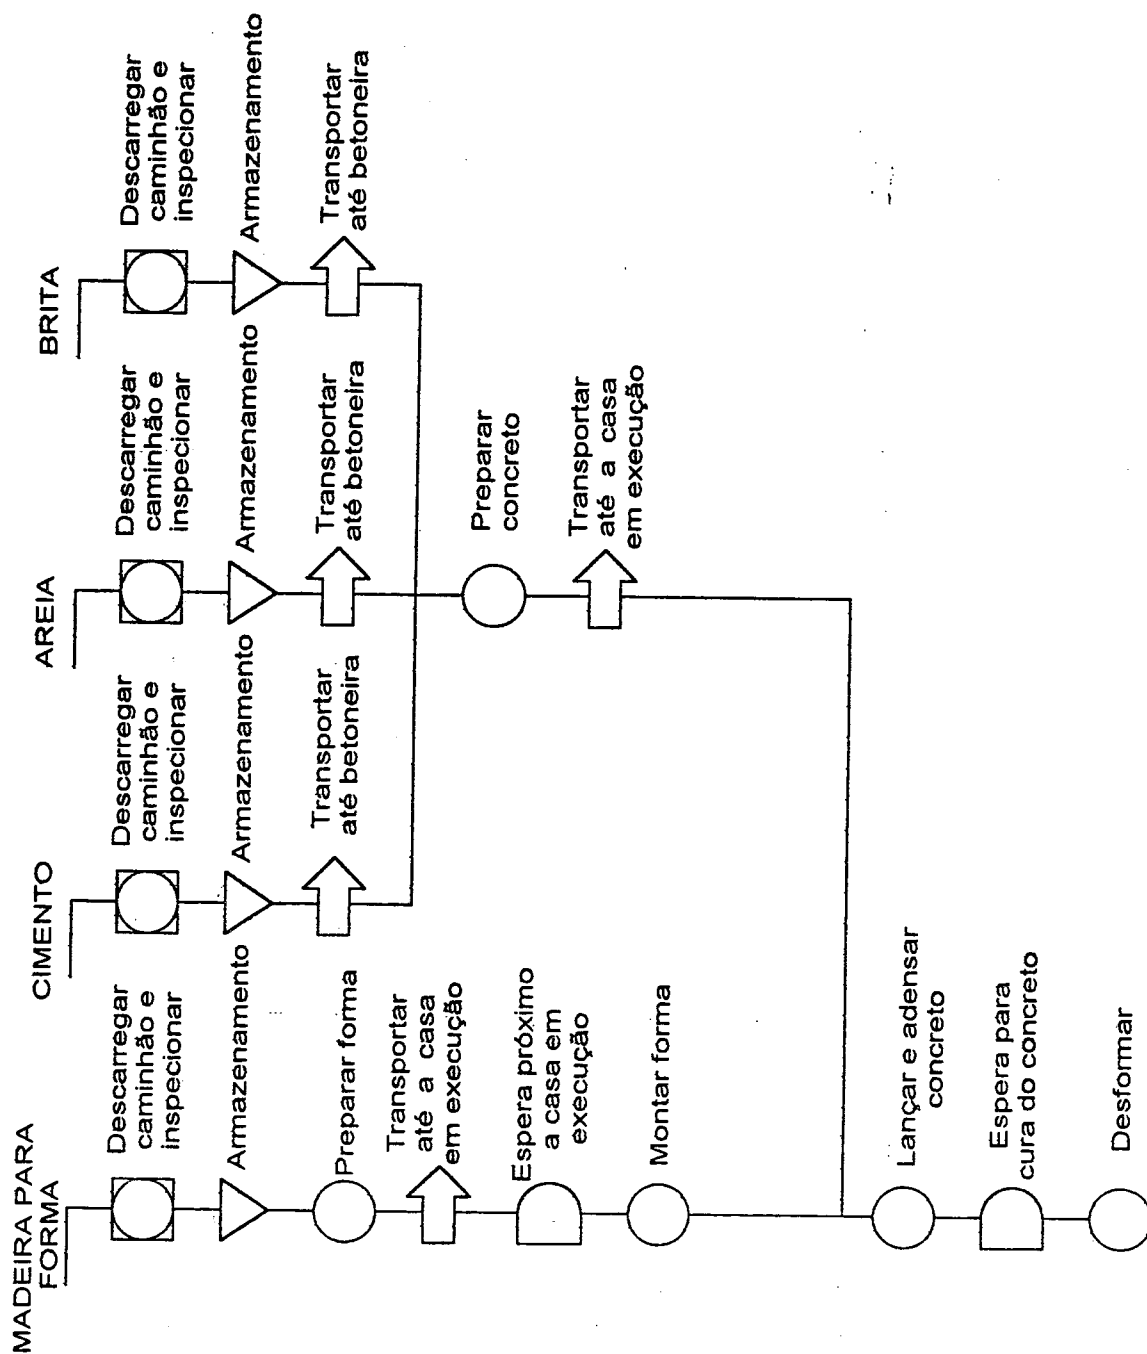 MADEIRA PARA
FORMA
Descarregar
caminhão e
inspecionar
Armazenamento
Preparar forma
Transportar
até a casa
em execução
Espera próximo
a casa em
execução
Montar forma
CIMENTO
Descarregar
caminhão e
inspecionar
Armazenamento
Transportar
até betoneira
AREIA
Descarregar
caminhão e
inspecionar
Armazenamento
Transportar
até betoneira
BRITA
Descarregar
caminhão e
inspecionar
Armazenamento
Transportar
até betoneira
Preparar
concreto
Transportar
até a casa
em execução
Lançar e adensar
concreto
Espera para
cura do concreto
Desformar